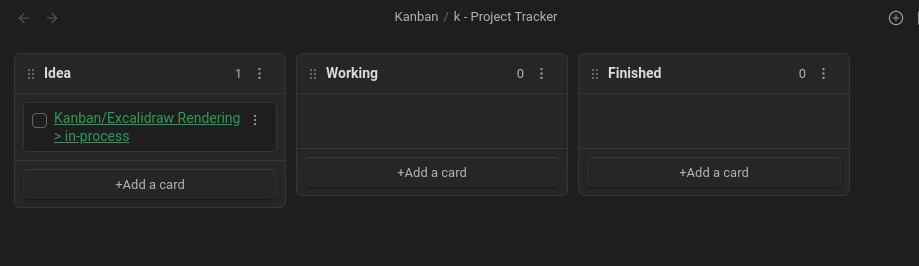 Kanban / k - Project Tracker
Idea 1
Kanban/Excalidraw Rendering
> in-process
+Add a card
Working 0
+Add a card
Finished 0
+Add a card